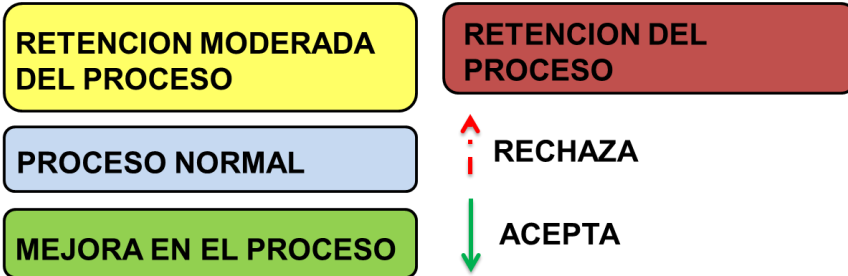 RETENCION MODERADA
DEL PROCESO
PROCESO NORMAL
MEJORA EN EL PROCESO
RETENCION DEL
PROCESO
RECHAZA
ACEPTA